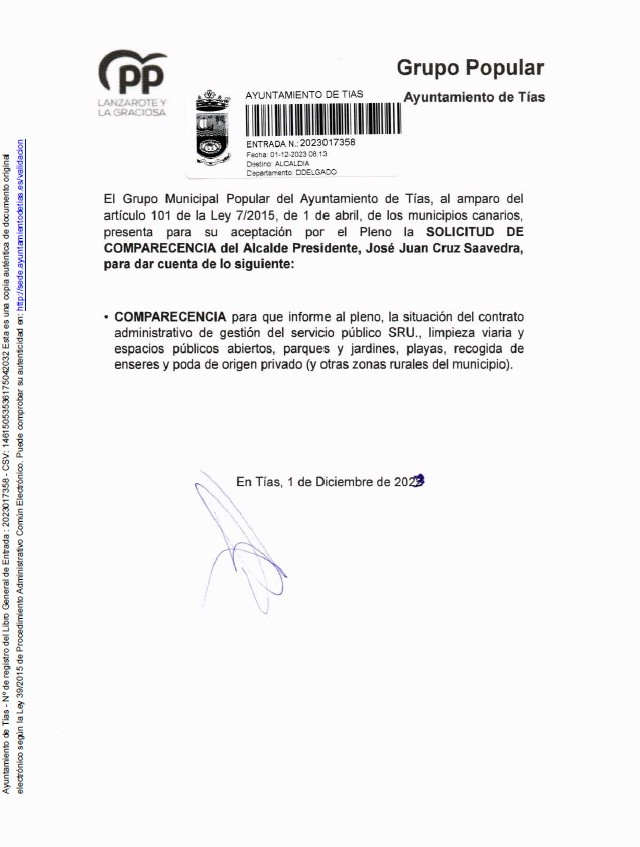 pp
LANZAROTE Y
LA GRACIOSA
Grupo Popular
Ayuntamiento de Tías
AYUNTAMIENTO DE TIAS
ENTRADA N.: 2023017358
Fecha: 01-12-2023 08:13
Destino: ALCALDIA
Departamento: DDELGADO
El Grupo Municipal Popular del Ayuntamiento de Tías, al amparo del
artículo 101 de la Ley 7/2015, de 1 de abril, de los municipios canarios,
presenta para su aceptación por el Pleno la SOLICITUD DE
COMPARECENCIA del Alcalde Presidente, José Juan Cruz Saavedra,
para dar cuenta de lo siguiente:
• COMPARECENCIA para que informe al pleno, la situación del contrato
administrativo de gestión del servicio público SRU., limpieza viaria y
espacios públicos abiertos, parques y jardines, playas, recogida de
enseres y poda de origen privado (y otras zonas rurales del municipio).
En Tías, 1 de Diciembre de 2023
Ayuntamiento de Tías - Nº de registro del Libro General de Entrada : 2023017358 - CSV: 14615053536175042032 Esta es una copia auténtica de documento original
electrónico según la Ley 39/2015 de Procedimiento Administrativo Común Electrónico. Puede comprobar su autenticidad en: http://sede.ayuntamientodetias.es/validacion